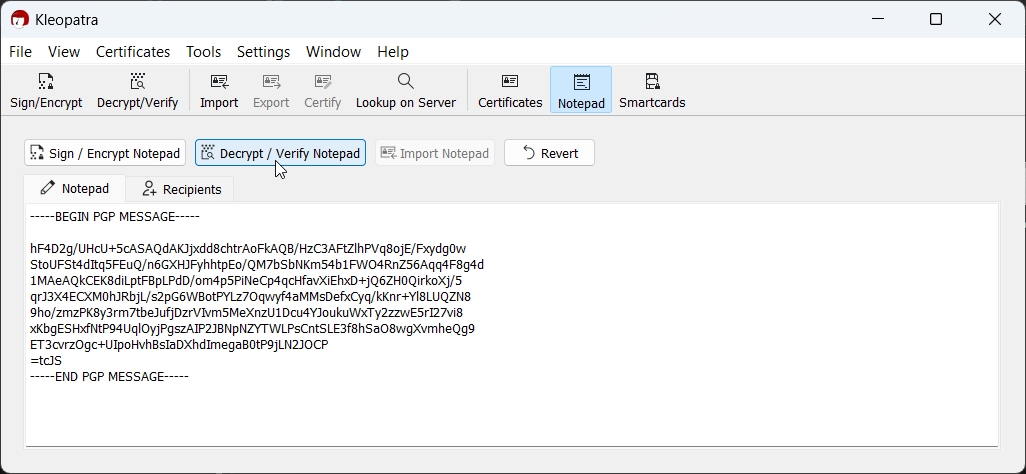 Kleopatra
File View Certificates Tools Settings Window Help
Sign/Encrypt Decrypt/Verify Import Export Certify Lookup on Server Certificates Notepad Smartcards
Sign / Encrypt Notepad Decrypt / Verify Notepad Import Notepad Revert
Notepad Recipients
-----BEGIN PGP MESSAGE-----
hF4D2g/UHcU+5cASAQdAKJjxdd8chtrAoFkAQB/HzC3AFtZlhPVq8ojE/Fxydg0w
StoUFSt4dItq5FEuQ/n6GXHJFyhhtpEo/QM7bSbNKm54b1FWO4RnZ56Aqq4F8g4d
1MAeAQkCEK8diLptFBpLPdD/om4p5PiNeCp4qcHfavXiEhxD+jQ6ZH0QirkoXj/5
qrJ3X4ECXM0hJRbjL/s2pG6WBotPYLz7Oqwyf4aMMsDefxCyq/kKnr+Yl8LUQZN8
9ho/zmzPK8y3rm7tbeJufjDzrVIvm5MeXnzU1Dcu4YJoukuWxTy2zzwE5rI27vi8
xKbgESHxfNtP94UqlOyjPgszAIP2JBNpNZYTWLPsCntSLE3f8hSaO8wgXvmheQg9
ET3cvrzOgc+UIpoHvhBsIaDXhdImegaB0tP9jLN2JOCP
=tcJS
-----END PGP MESSAGE-----